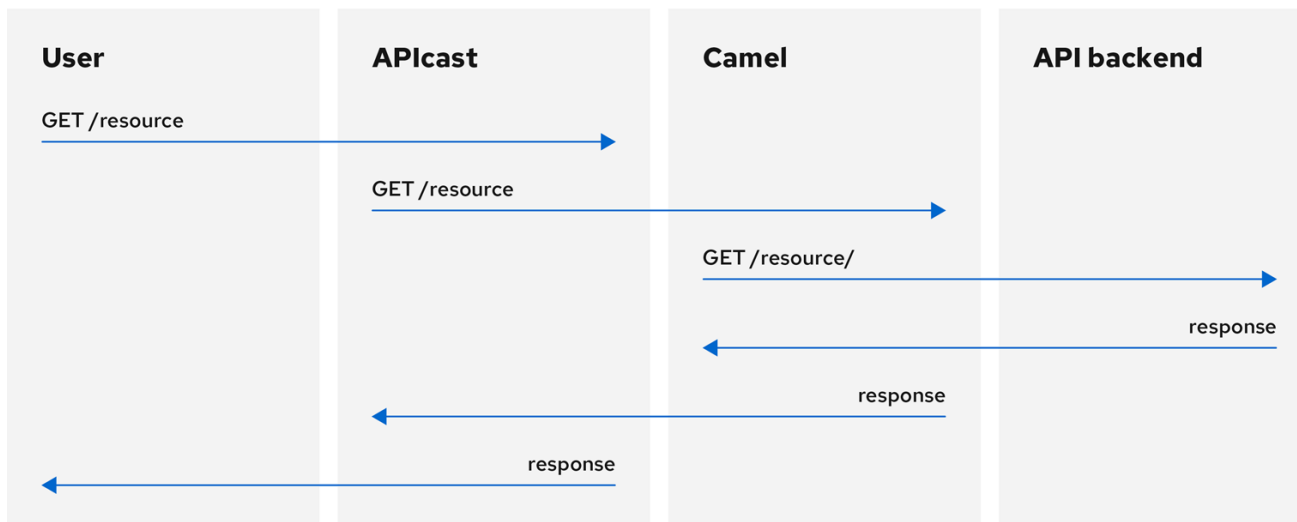 User
APIcast
Camel
API backend
GET /resource
GET /resource
GET /resource/
response
response
response